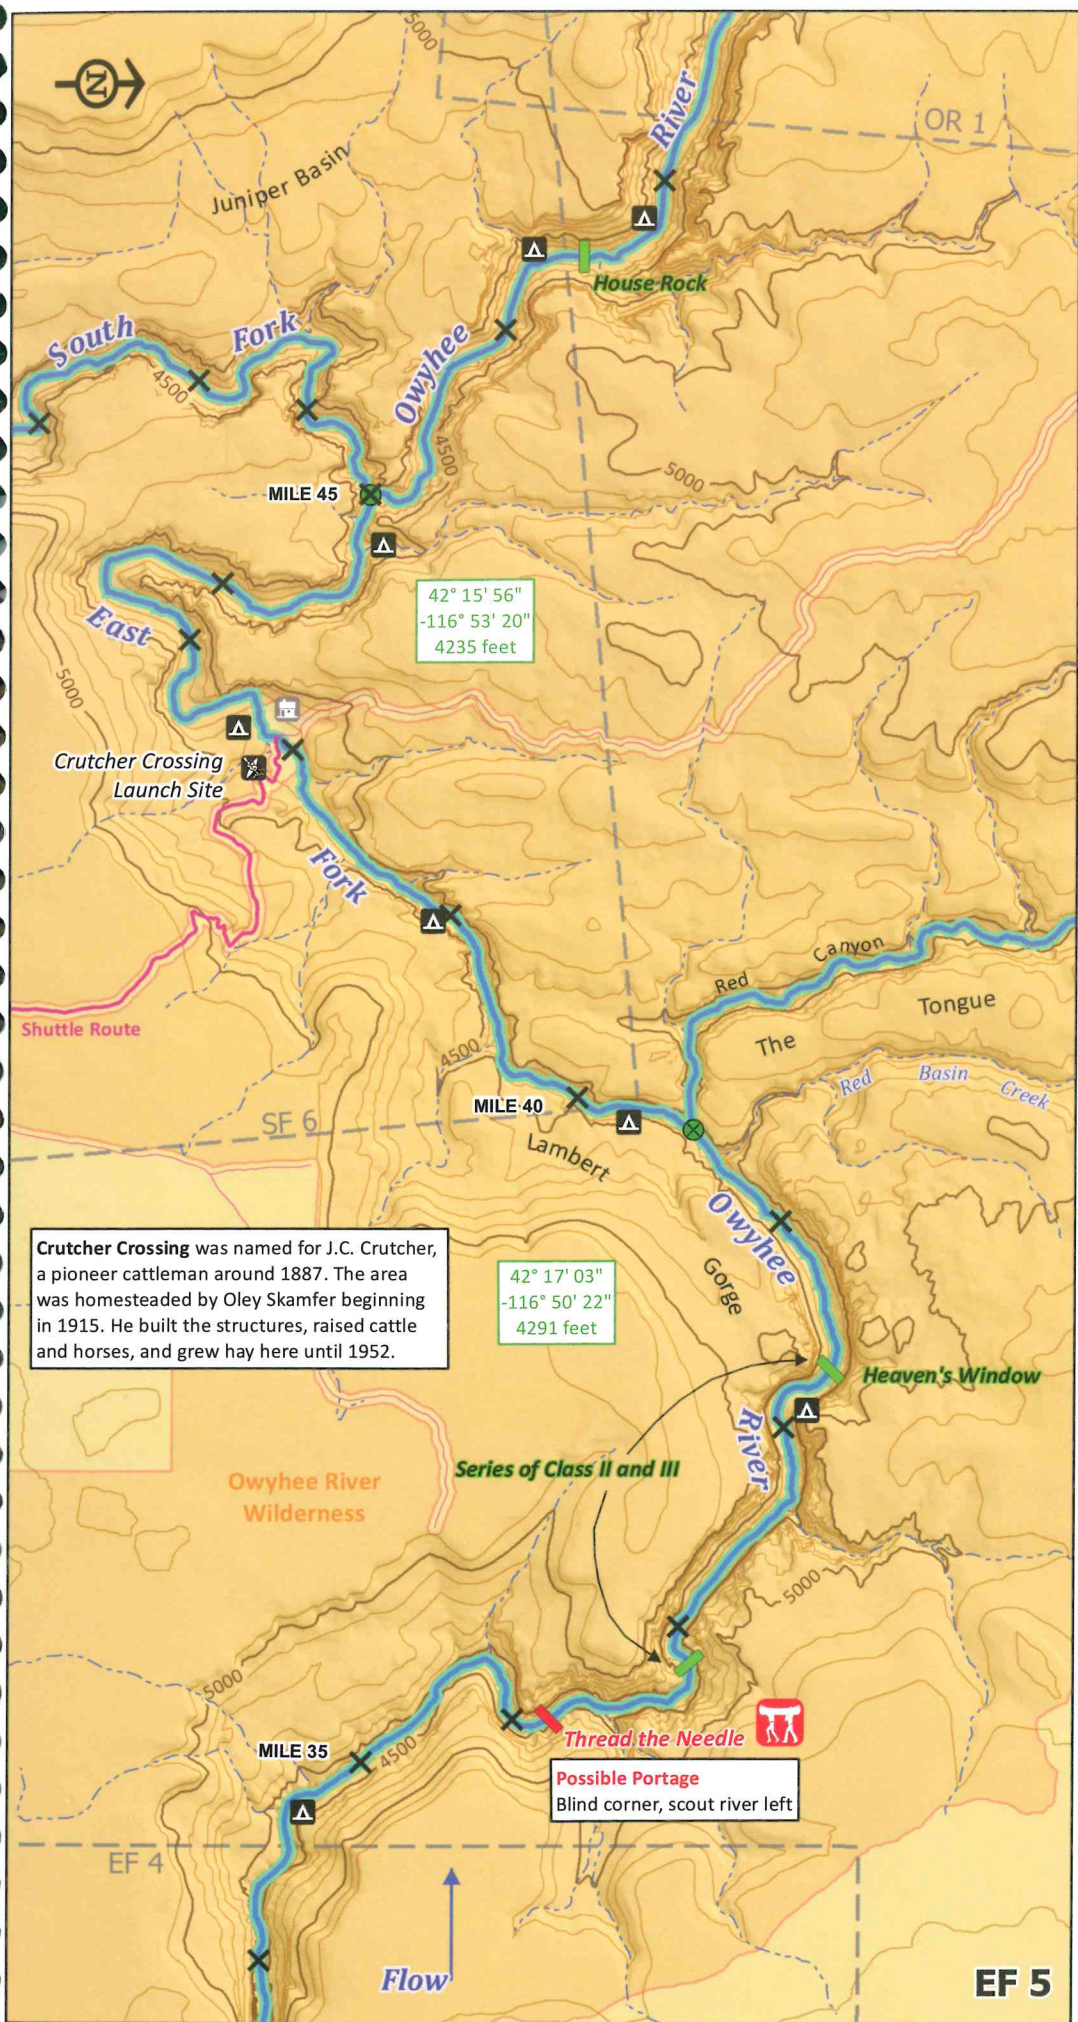 5000
N
River
OR 1
Juniper Basin
House Rock
South
Fork
Owyhee
4500
4500
5000
MILE 45
42° 15' 56"
-116° 53' 20"
4235 feet
East
5000
Crutcher Crossing
Launch Site
Fork
Canyon
Red
Tongue
The
Shuttle Route
4500
Red
Basin
Creek
MILE 40
SF 6
Lambert
Owyhee
Crutcher Crossing was named for J.C. Crutcher,
a pioneer cattleman around 1887. The area
was homesteaded by Oley Skamfer beginning
in 1915. He built the structures, raised cattle
and horses, and grew hay here until 1952.
42° 17' 03"
-116° 50' 22"
4291 feet
Gorge
Heaven's Window
River
Series of Class II and III
Owyhee River
Wilderness
5000
5000
Thread the Needle
MILE 35
4500
Possible Portage
Blind corner, scout river left
EF 4
Flow
EF 5